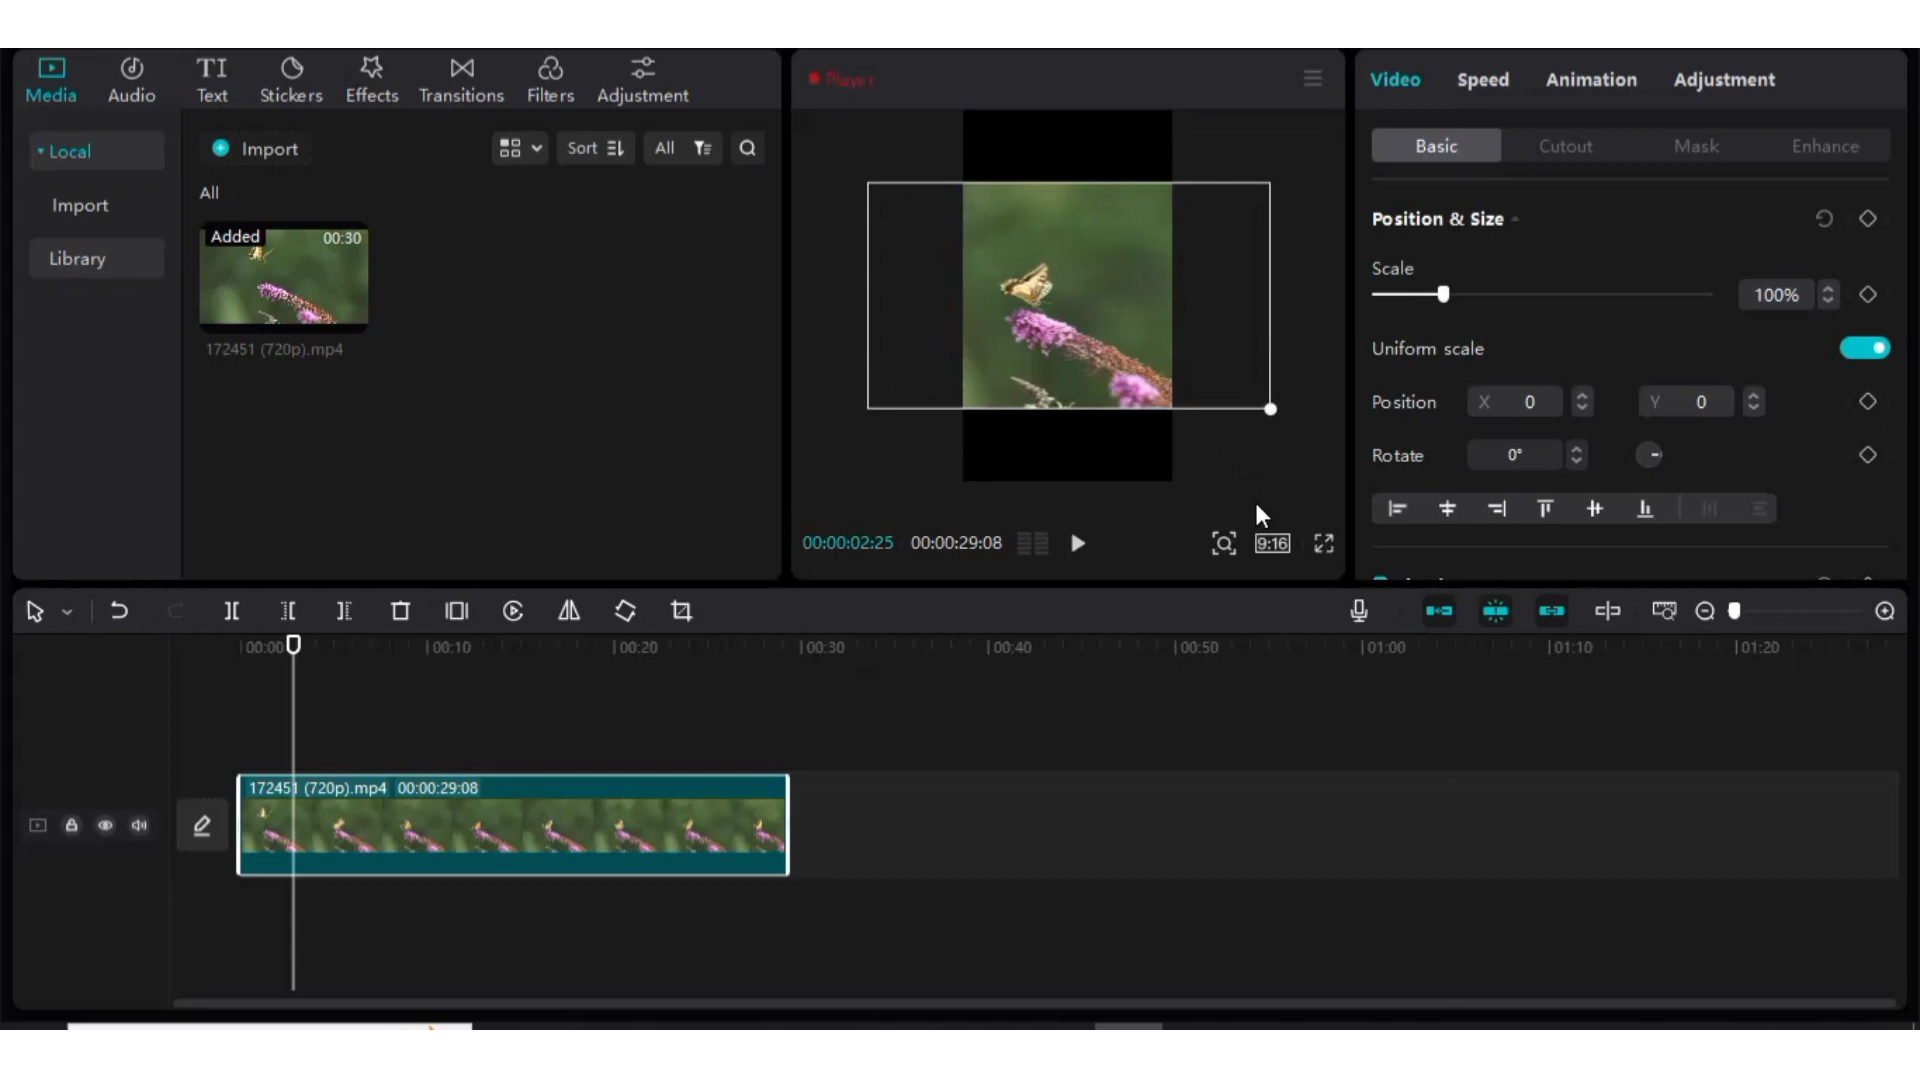 Media Audio Text Stickers Effects Transitions Filters Adjustment
Local
Import
Library
Import
Sort
All
All
Added 00:30
172451 (720p).mp4
Player
00:00:02:25 00:00:29:08
9:16
Video Speed Animation Adjustment
Basic Cutout Mask Enhance
Position & Size
Scale
100%
Uniform scale
Position X 0 Y 0
Rotate 0°
00:00 00:10 00:20 00:30 00:40 00:50 01:00 01:10 01:20
172451 (720p).mp4 00:00:29:08